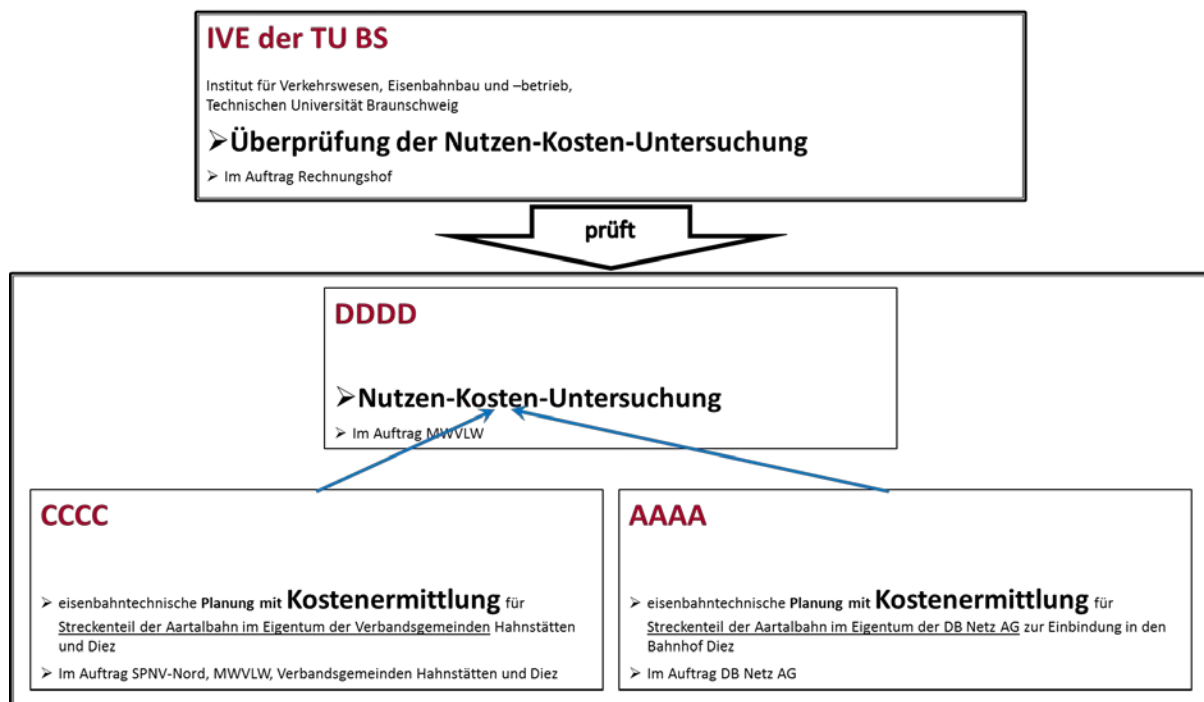 IVE der TU BS
Institut für Verkehrswesen, Eisenbahnbau und –betrieb,
Technischen Universität Braunschweig
➢Überprüfung der Nutzen-Kosten-Untersuchung
➢ Im Auftrag Rechnungshof
prüft
DDDD
➢Nutzen-Kosten-Untersuchung
➢ Im Auftrag MWVLW
CCCC
➢ eisenbahntechnische Planung mit Kostenermittlung für
Streckenteil der Aartalbahn im Eigentum der Verbandsgemeinden Hahnstätten
und Diez
➢ Im Auftrag SPNV-Nord, MWVLW, Verbandsgemeinden Hahnstätten und Diez
AAAA
➢ eisenbahntechnische Planung mit Kostenermittlung für
Streckenteil der Aartalbahn im Eigentum der DB Netz AG zur Einbindung in den
Bahnhof Diez
➢ Im Auftrag DB Netz AG